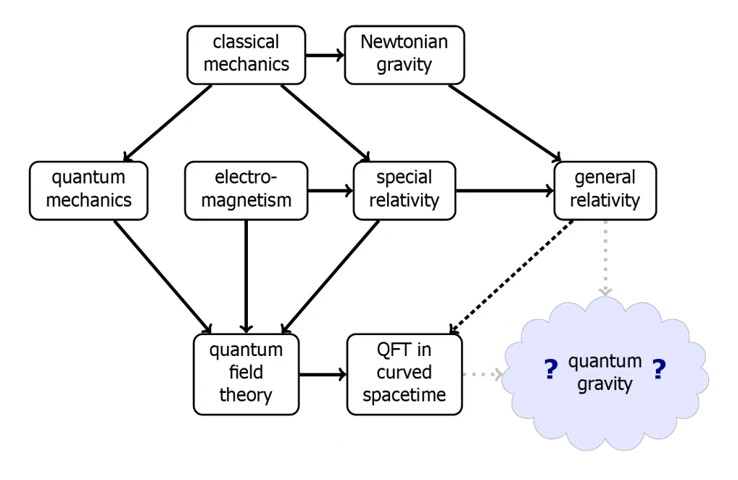 classical
mechanics
Newtonian
gravity
quantum
mechanics
electro-
magnetism
special
relativity
general
relativity
quantum
field
theory
QFT in
curved
spacetime
? quantum ?
gravity